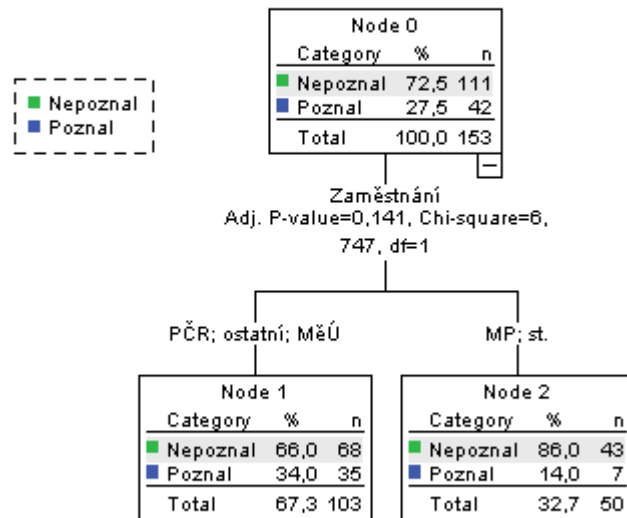 Node 0
Category % n
Nepoznal 72,5 111
Poznal 27,5 42
Total 100,0 153
Nepoznal
Poznal
Zaměstnání
Adj. P-value=0,141, Chi-square=6,
747, df=1
PČR; ostatní; MěÚ
MP; st.
Node 1
Category % n
Nepoznal 66,0 68
Poznal 34,0 35
Total 67,3 103
Node 2
Category % n
Nepoznal 86,0 43
Poznal 14,0 7
Total 32,7 50